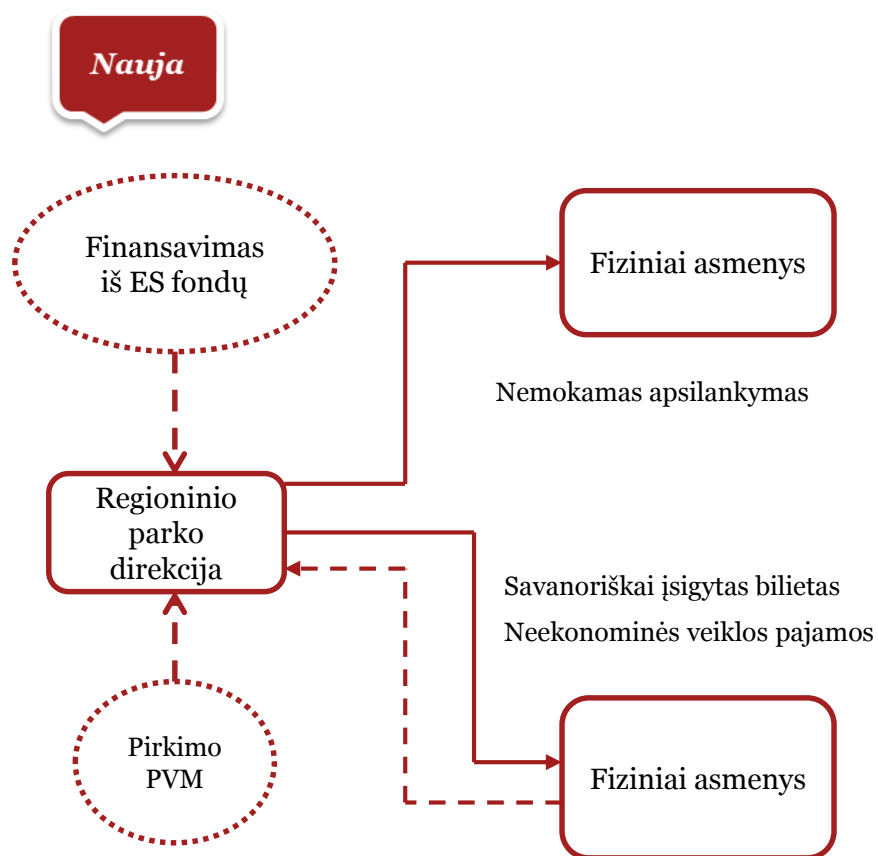 Nauja
Finansavimas
iš ES fondų
Fiziniai asmenys
Nemokamas apsilankymas
Regioninio
parko
direkcija
Savanoriškai įsigytas bilietas
Neekonominės veiklos pajamos
Pirkimo
PVM
Fiziniai asmenys